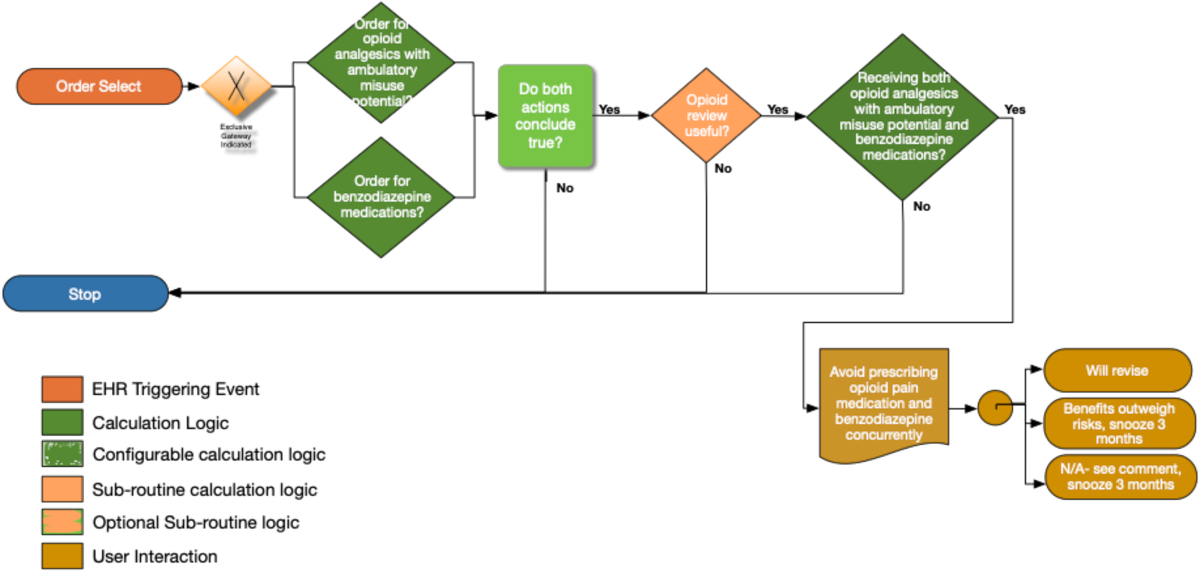 Order Select
Exclusive
Gateway
Indicated
Order for
opioid
analgesics with
ambulatory
misuse
potential?
Order for
benzodiazepine
medications?
Do both
actions
conclude
true?
Yes
No
Opioid
review
useful?
Yes
No
Receiving both
opioid analgesics
with ambulatory
misuse potential and
benzodiazepine
medications?
Yes
No
Stop
Avoid prescribing
opioid pain
medication and
benzodiazepine
concurrently
Will revise
Benefits outweigh
risks, snooze 3
months
N/A- see comment,
snooze 3 months
EHR Triggering Event
Calculation Logic
Configurable calculation logic
Sub-routine calculation logic
Optional Sub-routine logic
User Interaction